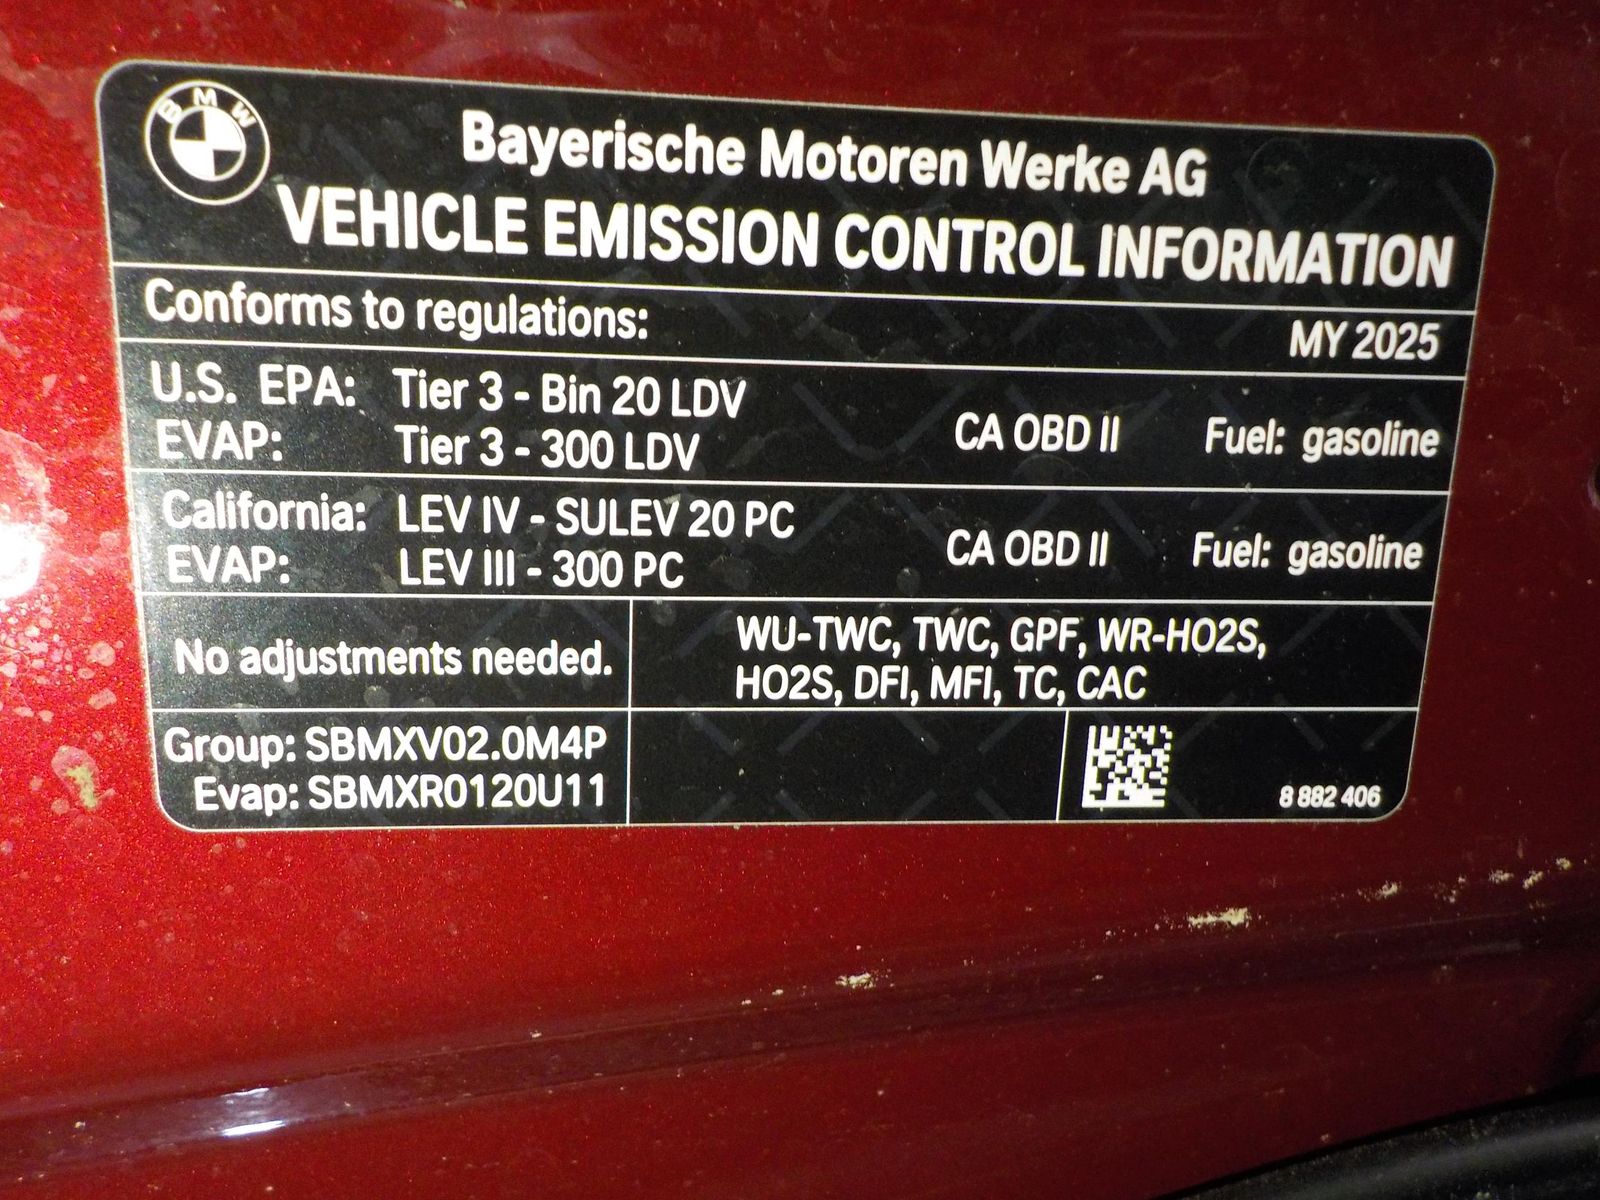 BMW
Bayerische Motoren Werke AG
VEHICLE EMISSION CONTROL INFORMATION
Conforms to regulations: MY 2025
U.S. EPA: Tier 3 - Bin 20 LDV
EVAP: Tier 3 - 300 LDV
CA OBD II Fuel: gasoline
California: LEV IV - SULEV 20 PC
EVAP: LEV III - 300 PC
CA OBD II Fuel: gasoline
No adjustments needed.
WU-TWC, TWC, GPF, WR-HO2S,
HO2S, DFI, MFI, TC, CAC
Group: SBMXV02.0M4P
Evap: SBMXR0120U11
8 882 406